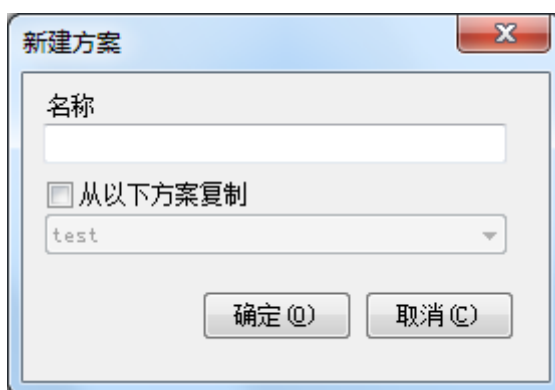 新建方案
名称
从以下方案复制
test
确定(O)
取消(C)